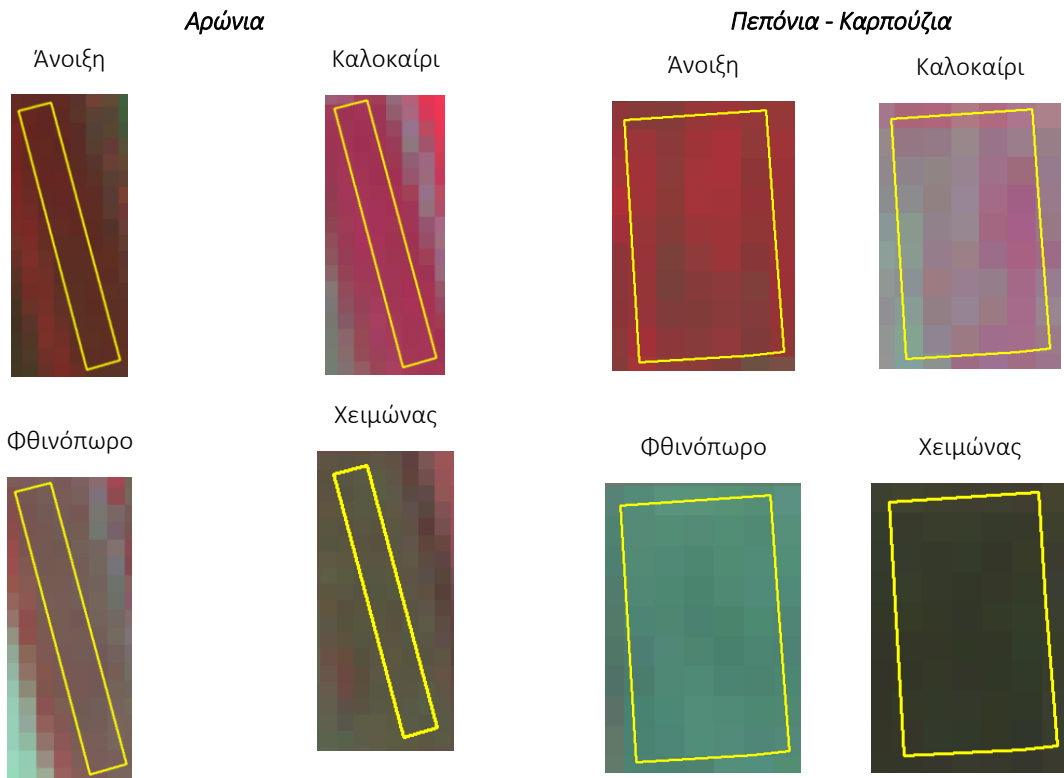 Αρώνια
Πεπόνια - Καρπούζια
Άνοιξη
Καλοκαίρι
Άνοιξη
Καλοκαίρι
Φθινόπωρο
Χειμώνας
Φθινόπωρο
Χειμώνας